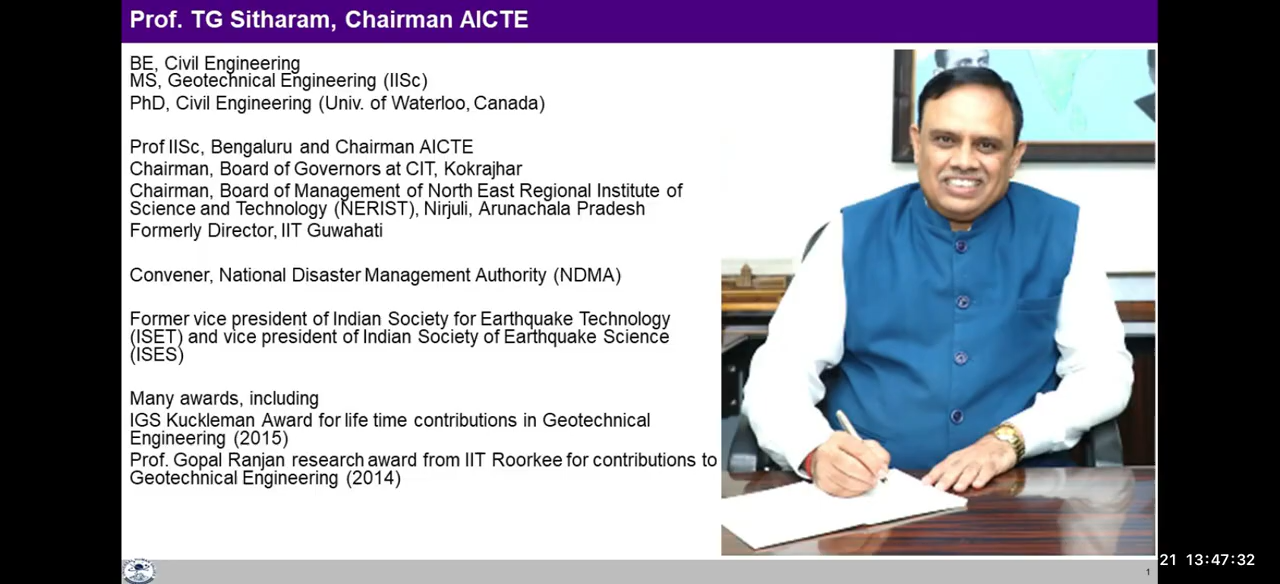 Prof. TG Sitharam, Chairman AICTE
BE, Civil Engineering
MS, Geotechnical Engineering (IISc)
PhD, Civil Engineering (Univ. of Waterloo, Canada)
Prof IISc, Bengaluru and Chairman AICTE
Chairman, Board of Governors at CIT, Kokrajhar
Chairman, Board of Management of North East Regional Institute of
Science and Technology (NERIST), Nirjuli, Arunachala Pradesh
Formerly Director, IIT Guwahati
Convener, National Disaster Management Authority (NDMA)
Former vice president of Indian Society for Earthquake Technology
(ISET) and vice president of Indian Society of Earthquake Science
(ISES)
Many awards, including
IGS Kuckleman Award for life time contributions in Geotechnical
Engineering (2015)
Prof. Gopal Ranjan research award from IIT Roorkee for contributions to
Geotechnical Engineering (2014)
1
21 13:47:32